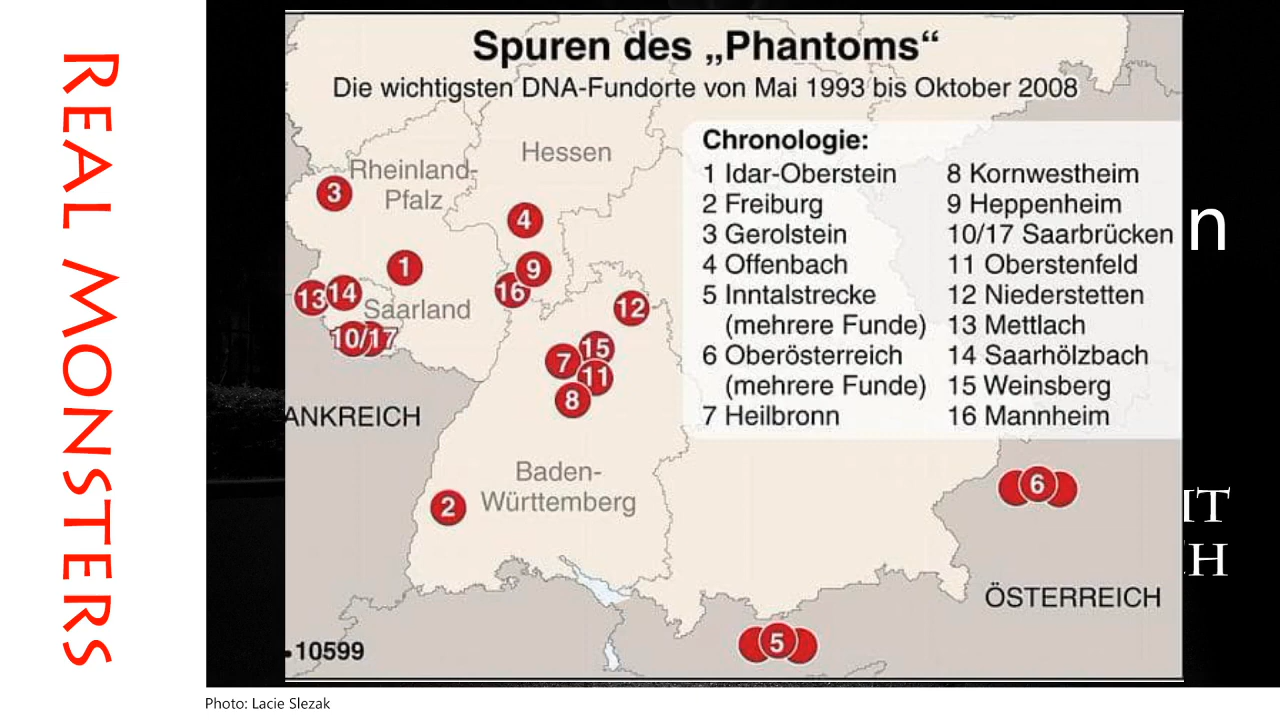 REAL MONSTERS
Spuren des „Phantoms“
Die wichtigsten DNA-Fundorte von Mai 1993 bis Oktober 2008
Chronologie:
1 Idar-Oberstein
2 Freiburg
3 Gerolstein
4 Offenbach
5 Inntalstrecke
(mehrere Funde)
6 Oberösterreich
(mehrere Funde)
7 Heilbronn
8 Kornwestheim
9 Heppenheim
10/17 Saarbrücken
11 Oberstenfeld
12 Niederstetten
13 Mettlach
14 Saarhölzbach
15 Weinsberg
16 Mannheim
Hessen
Rheinland-
Pfalz
3
4
1
9
16
13
14
Saarland
12
10/17
15
7
11
8
ANKREICH
Baden-
Württemberg
2
6
ÖSTERREICH
5
10599
n
IT
H
Photo: Lacie Slezak